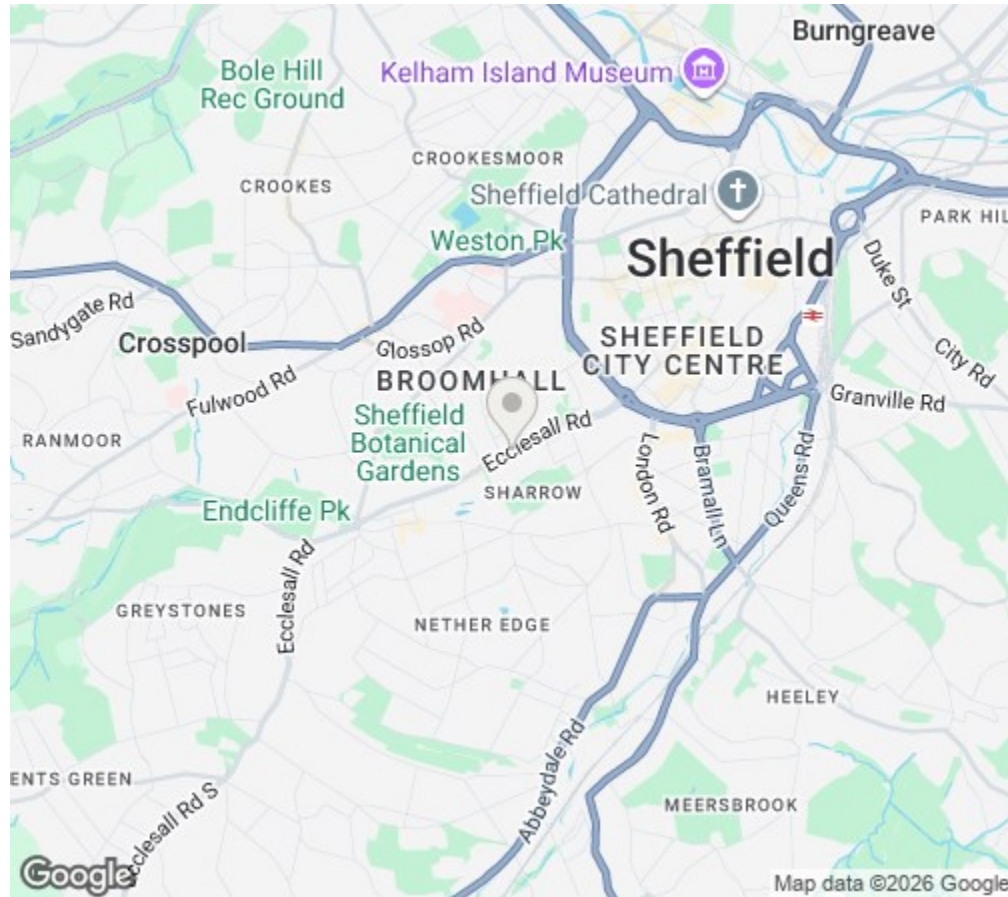 Burngreave
Bole Hill
Rec Ground
Kelham Island Museum
CROOKESMOOR
CROOKES
Sheffield Cathedral
PARK HIL
Weston Pk
Sheffield
Duke St
Sandygate Rd
Crosspool
Glossop Rd
SHEFFIELD
CITY CENTRE
City Rd
Fulwood Rd
BROOMHALL
Granville Rd
RANMOOR
Sheffield
Botanical
Gardens
Ecclesall Rd
London Rd
Bramall Ln
Queens Rd
SHARROW
Endcliffe Pk
Ecclesall Rd
GREYSTONES
NETHER EDGE
HEELEY
Abbeydale Rd
ENTS GREEN
Ecclesall Rd S
MEERSBROOK
Google
Map data ©2026 Google